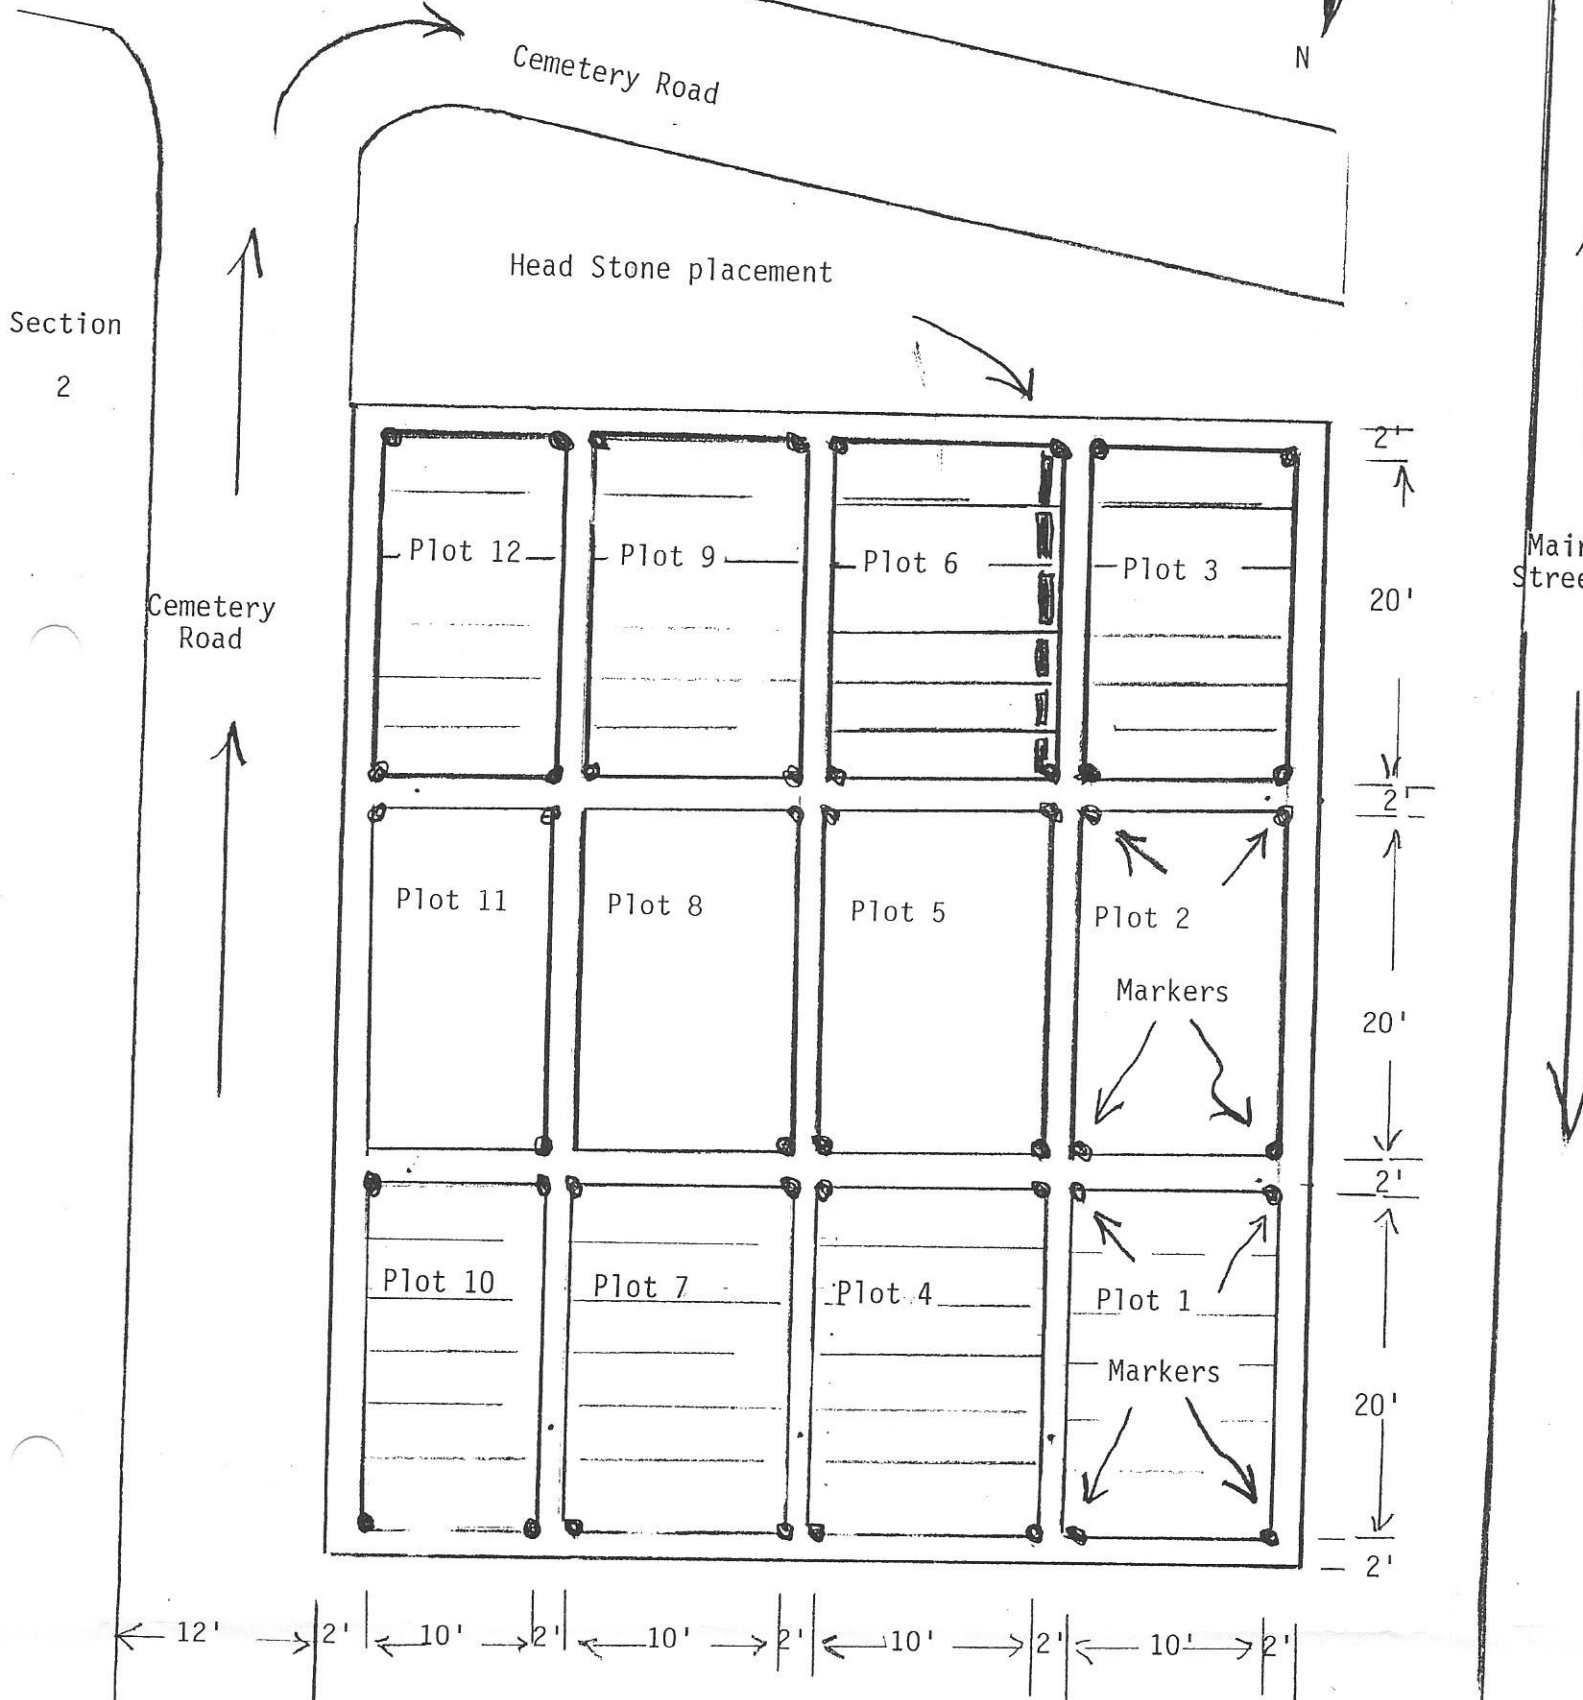 N
Cemetery Road
Head Stone placement
Section
2
Cemetery
Road
Main
Stree
Plot 12
Plot 9
Plot 6
Plot 3
2'
20'
2'
Plot 11
Plot 8
Plot 5
Plot 2
Markers
20'
2'
Plot 10
Plot 7
Plot 4
Plot 1
Markers
20'
2'
12' 2' 10' 2' 10' 2' 10' 2' 10' 2'